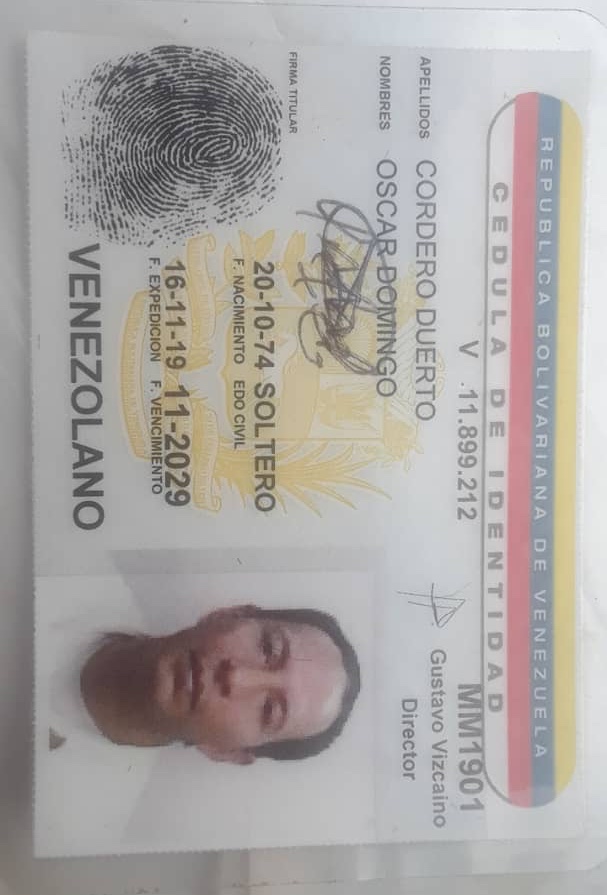 REPUBLICA BOLIVARIANA DE VENEZUELA
CEDULA DE IDENTIDAD
V 11.899.212 MM1901
APELLIDOS CORDERO DUERTO
NOMBRES OSCAR DOMINGO
Gustavo Vizcaino
Director
FIRMA TITULAR
20-10-74 SOLTERO
F. NACIMIENTO EDO CIVIL
16-11-19 11-2029
F. EXPEDICION F. VENCIMIENTO
VENEZOLANO